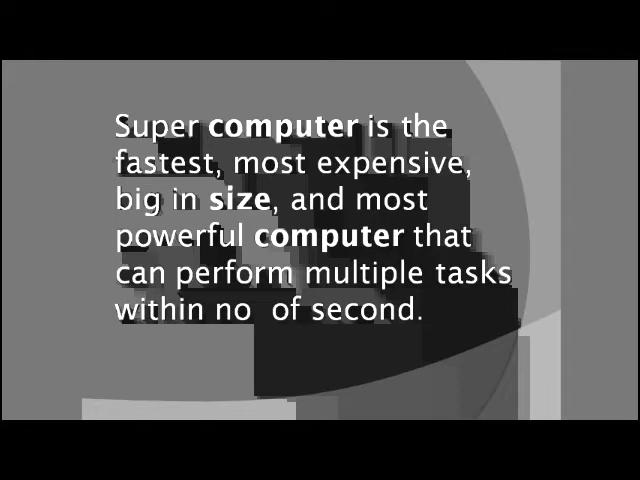 Super computer is the
fastest, most expensive,
big in size, and most
powerful computer that
can perform multiple tasks
within no  of second.